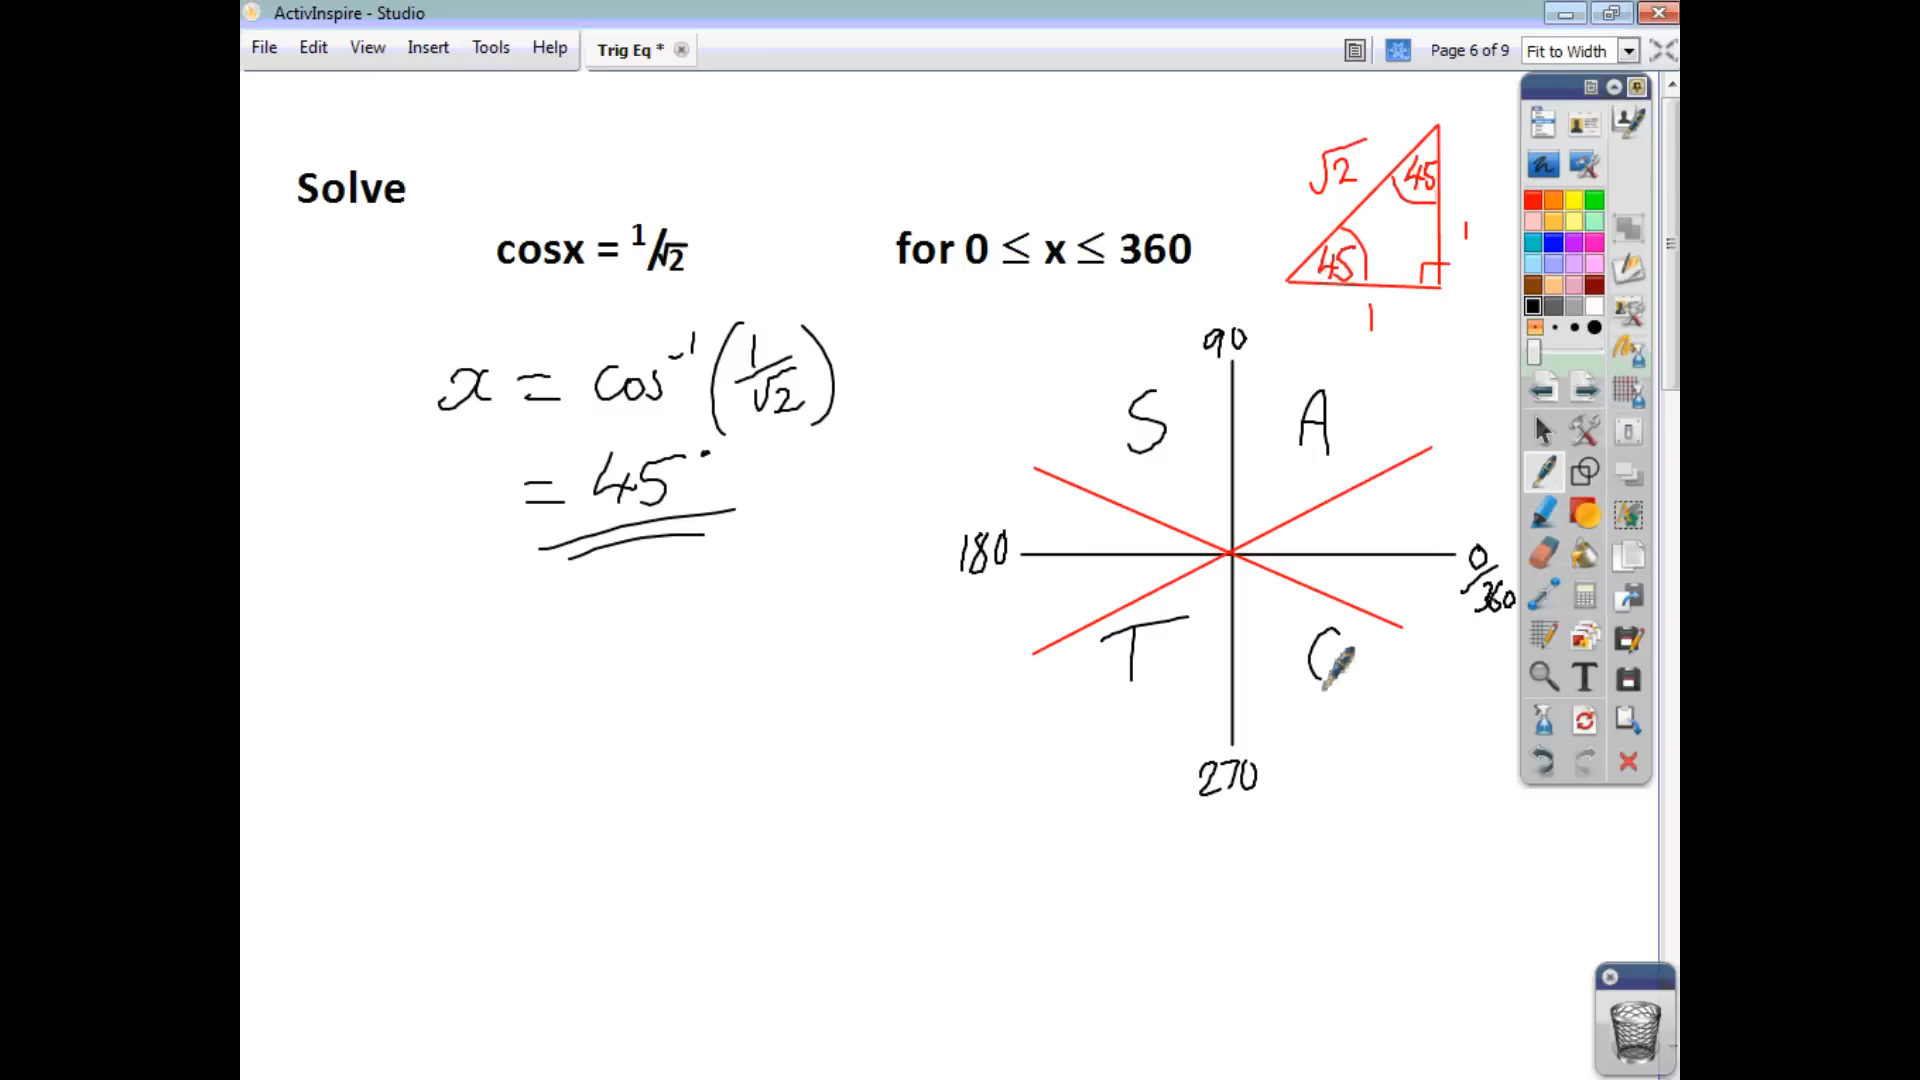 ActivInspire - Studio
File Edit View Insert Tools Help
Trig Eq *
Page 6 of 9
Fit to Width
Solve
cosx = 1/√2 for 0 ≤ x ≤ 360
√2
45
45
1
1
x = cos⁻¹(1/√2)
= 45°
90
S A
180
0/360
T C
270
T